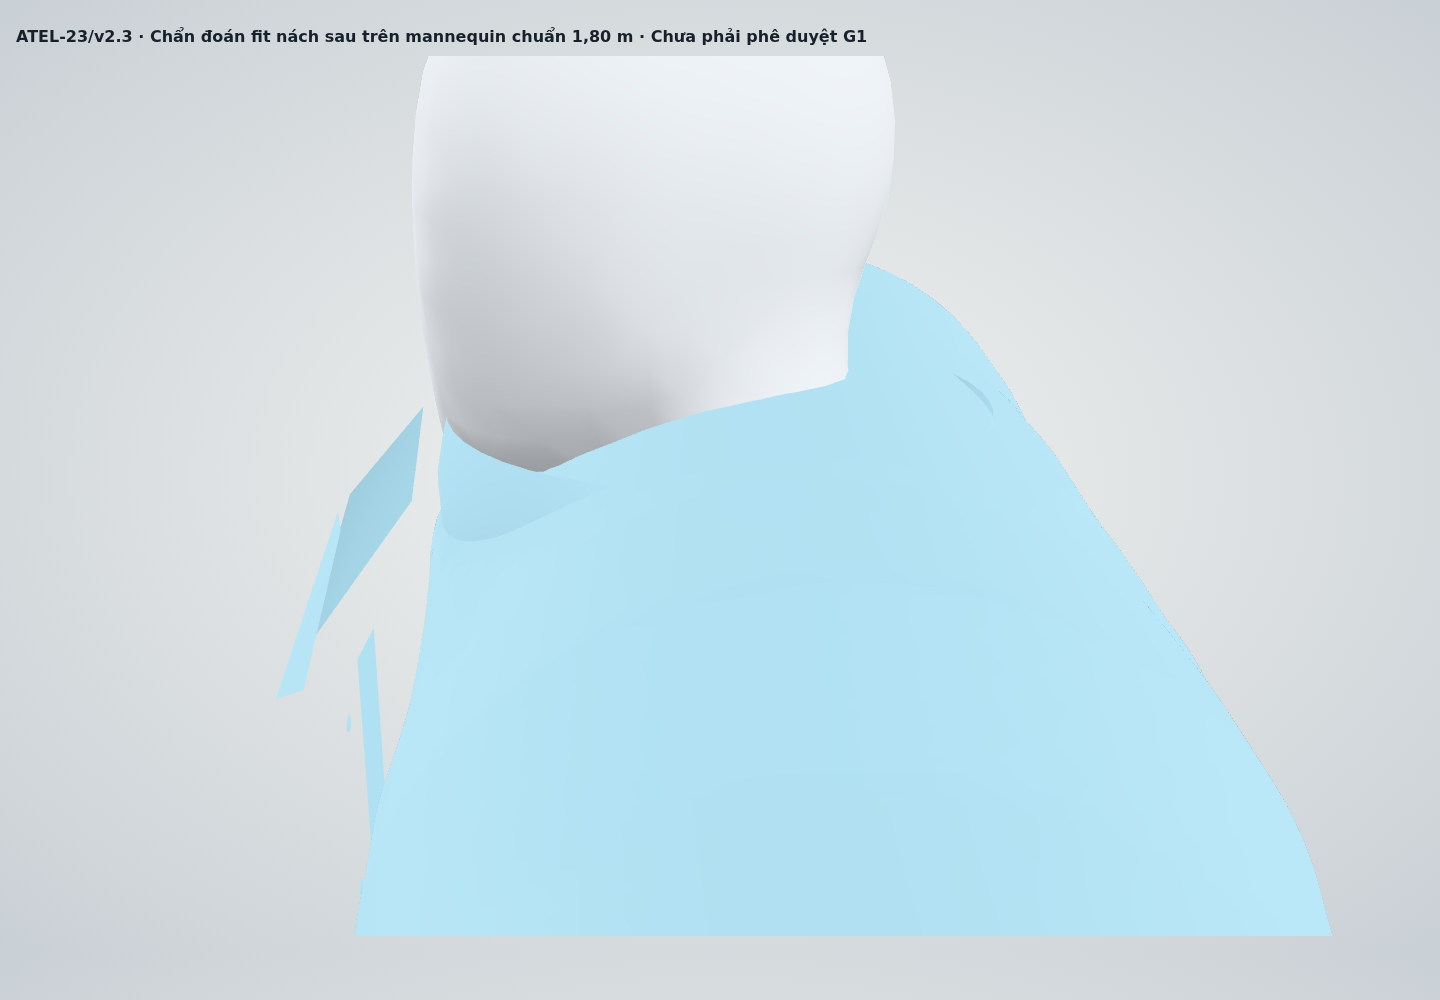 ATEL-23/v2.3 · Chẩn đoán fit nách sau trên mannequin chuẩn 1,80 m · Chưa phải phê duyệt G1